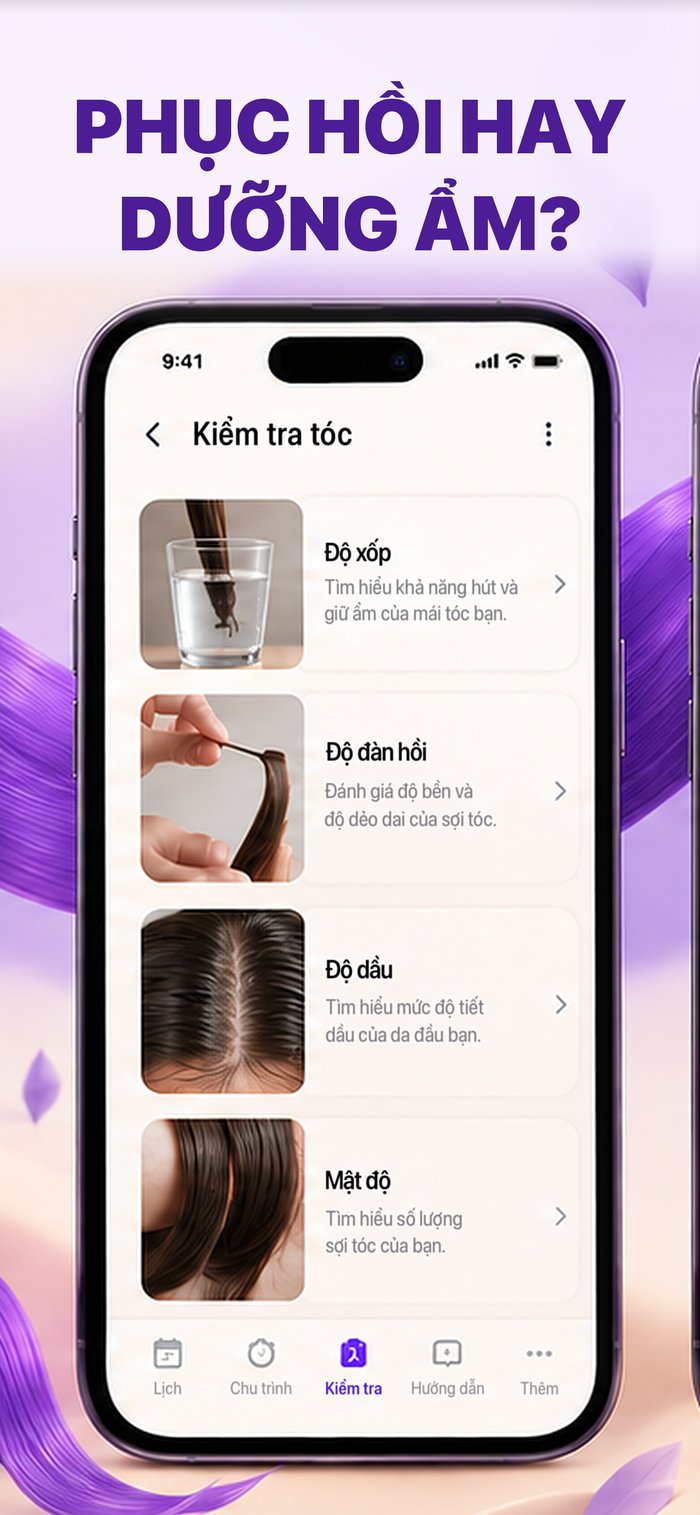 PHỤC HỒI HAY
DƯỠNG ẨM?
9:41
Kiểm tra tóc
Độ xốp
Tìm hiểu khả năng hút và
giữ ẩm của mái tóc bạn.
Độ đàn hồi
Đánh giá độ bền và
độ dẻo dai của sợi tóc.
Độ dầu
Tìm hiểu mức độ tiết
dầu của da đầu bạn.
Mật độ
Tìm hiểu số lượng
sợi tóc của bạn.
Lịch
Chu trình
Kiểm tra
Hướng dẫn
Thêm